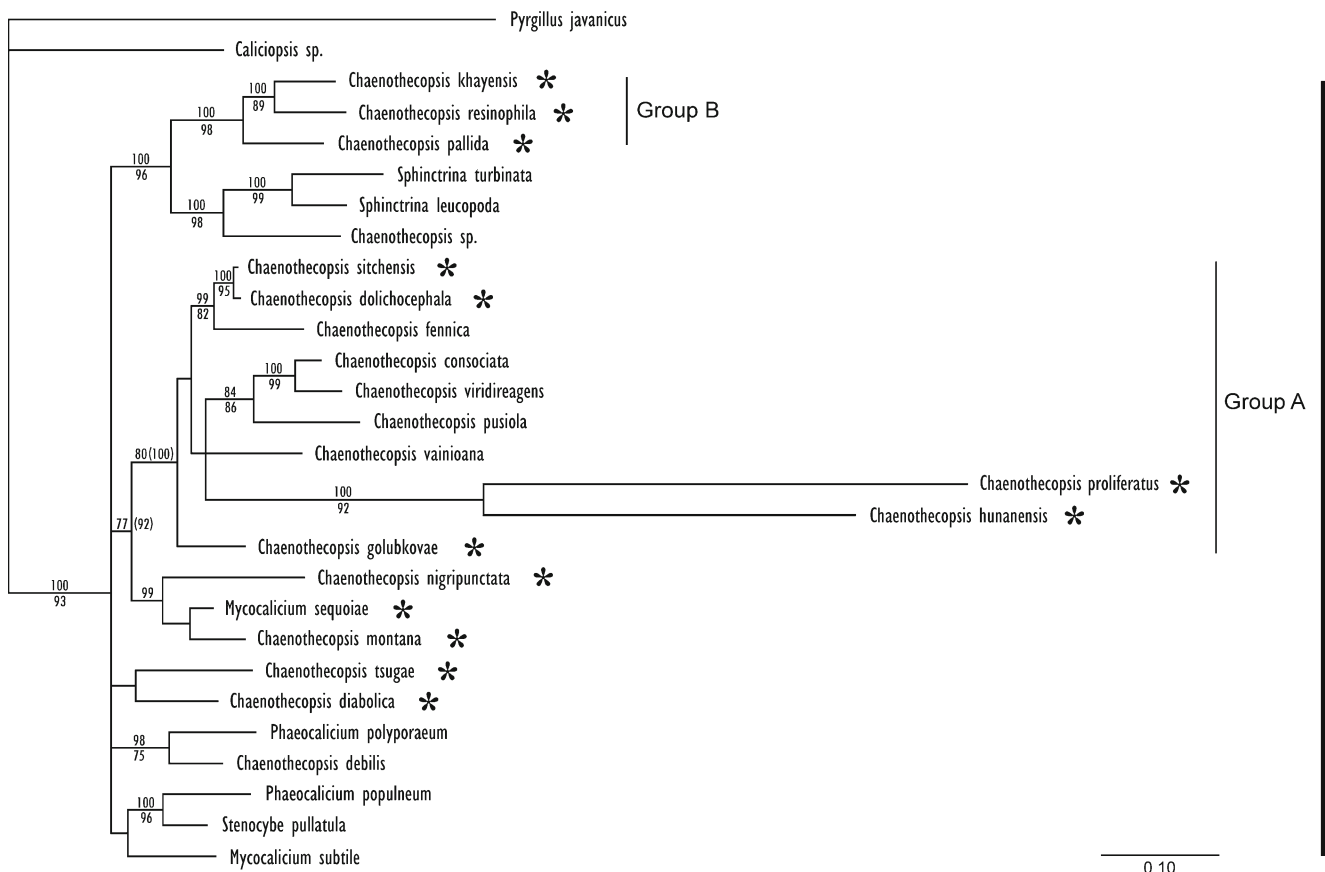 Pyrgillus javanicus
Caliciopsis sp.
Chaenothecopsis khayensis *
100
89
Chaenothecopsis resinophila *
Group B
100
98
Chaenothecopsis pallida *
100
96
Sphinctrina turbinata
100
99
Sphinctrina leucopoda
100
98
Chaenothecopsis sp.
Chaenothecopsis sitchensis *
100
95
Chaenothecopsis dolichocephala *
99
82
Chaenothecopsis fennica
Chaenothecopsis consociata
100
99
Chaenothecopsis viridireagens
84
86
Group A
Chaenothecopsis pusiola
80(100)
Chaenothecopsis vainioana
Chaenothecopsis proliferatus *
100
92
Chaenothecopsis hunanensis *
77 (92)
Chaenothecopsis golubkovae *
Chaenothecopsis nigripunctata *
100
93
99
Mycocalicium sequoiae *
Chaenothecopsis montana *
Chaenothecopsis tsugae *
Chaenothecopsis diabolica *
Phaeocalicium polyporaeum
98
75
Chaenothecopsis debilis
Phaeocalicium populneum
100
96
Stenocybe pullatula
Mycocalicium subtile
0.10